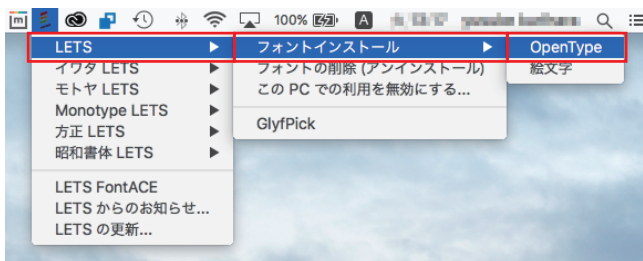 100%
A
LETS
イワタ LETS
モトヤ LETS
Monotype LETS
方正 LETS
昭和書体 LETS
LETS FontACE
LETS からのお知らせ...
LETS の更新...
フォントインストール
フォントの削除 (アンインストール)
この PC での利用を無効にする...
GlyfPick
OpenType
絵文字